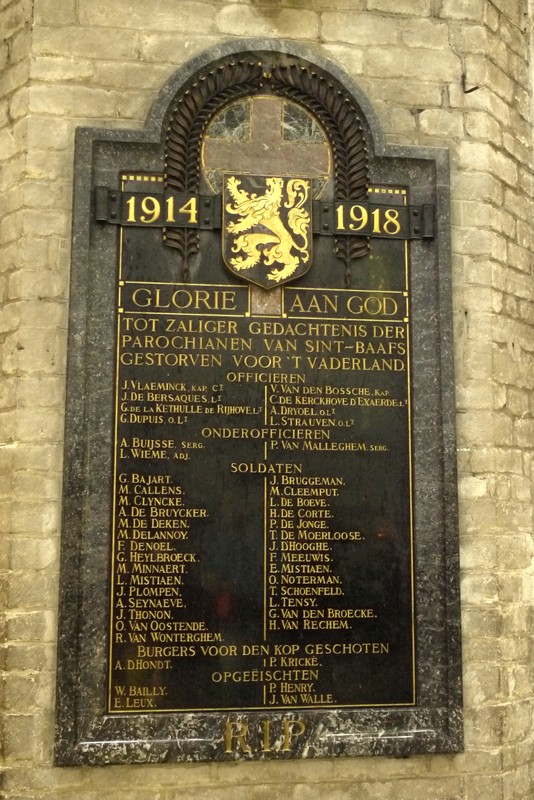 1914 1918
GLORIE AAN GOD
TOT ZALIGER GEDACHTENIS DER
PAROCHIANEN VAN SINT-BAAFS
GESTORVEN VOOR 'T VADERLAND.
OFFICIEREN
J. VLAEMINCK, KAP. CT V. VAN DEN BOSSCHE, KAP.
J. DE BERSAQUES, LT C. DE KERCKHOVE D'EXAERDE, LT
G. DE LA KETHULLE DE RIJHOVE, LT A. DRYOEL, O.LT
G. DUPUIS, O.LT L. STRAUVEN, O.LT
ONDEROFFICIEREN
A. BUIJSSE, SERG. P. VAN MALLEGHEM, SERG.
L. WIEME, ADJ.
SOLDATEN
G. BAJART. J. BRUGGEMAN.
M. CALLENS. M. CLEEMPUT.
M. CLYNCKE. L. DE BOEVE.
A. DE BRUYCKER. H. DE CORTE.
M. DE DEKEN. P. DE JONGE.
M. DELANNOY. T. DE MOERLOOSE.
F. DENOEL. J. D'HOOGHE.
G. HEYLBROECK. F. MEEUWIS.
M. MINNAERT. E. MISTIAEN.
L. MISTIAEN. O. NOTERMAN.
J. PLOMPEN. T. SCHOENFELD.
A. SEYNAEVE. L. TENSY.
J. THONON. G. VAN DEN BROECKE.
O. VAN OOSTENDE. H. VAN RECHEM.
R. VAN WONTERGHEM.
BURGERS VOOR DEN KOP GESCHOTEN
A. D'HONDT. P. KRICKE.
OPGEËISCHTEN
W. BAILLY. P. HENRY.
E. LEUX. J. VAN WALLE.
RIP